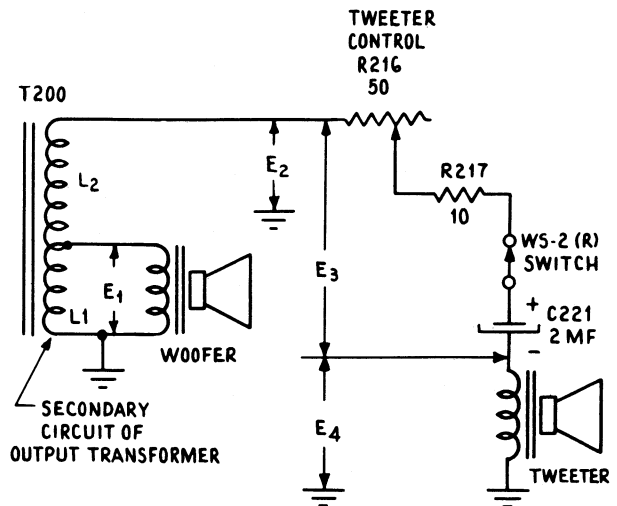 TWEETER
CONTROL
R216
50
T200
L2
E2
R217
10
WS-2 (R)
SWITCH
E1
E3
L1
WOOFER
+
C221
2 MF
-
SECONDARY
CIRCUIT OF
OUTPUT TRANSFORMER
E4
TWEETER